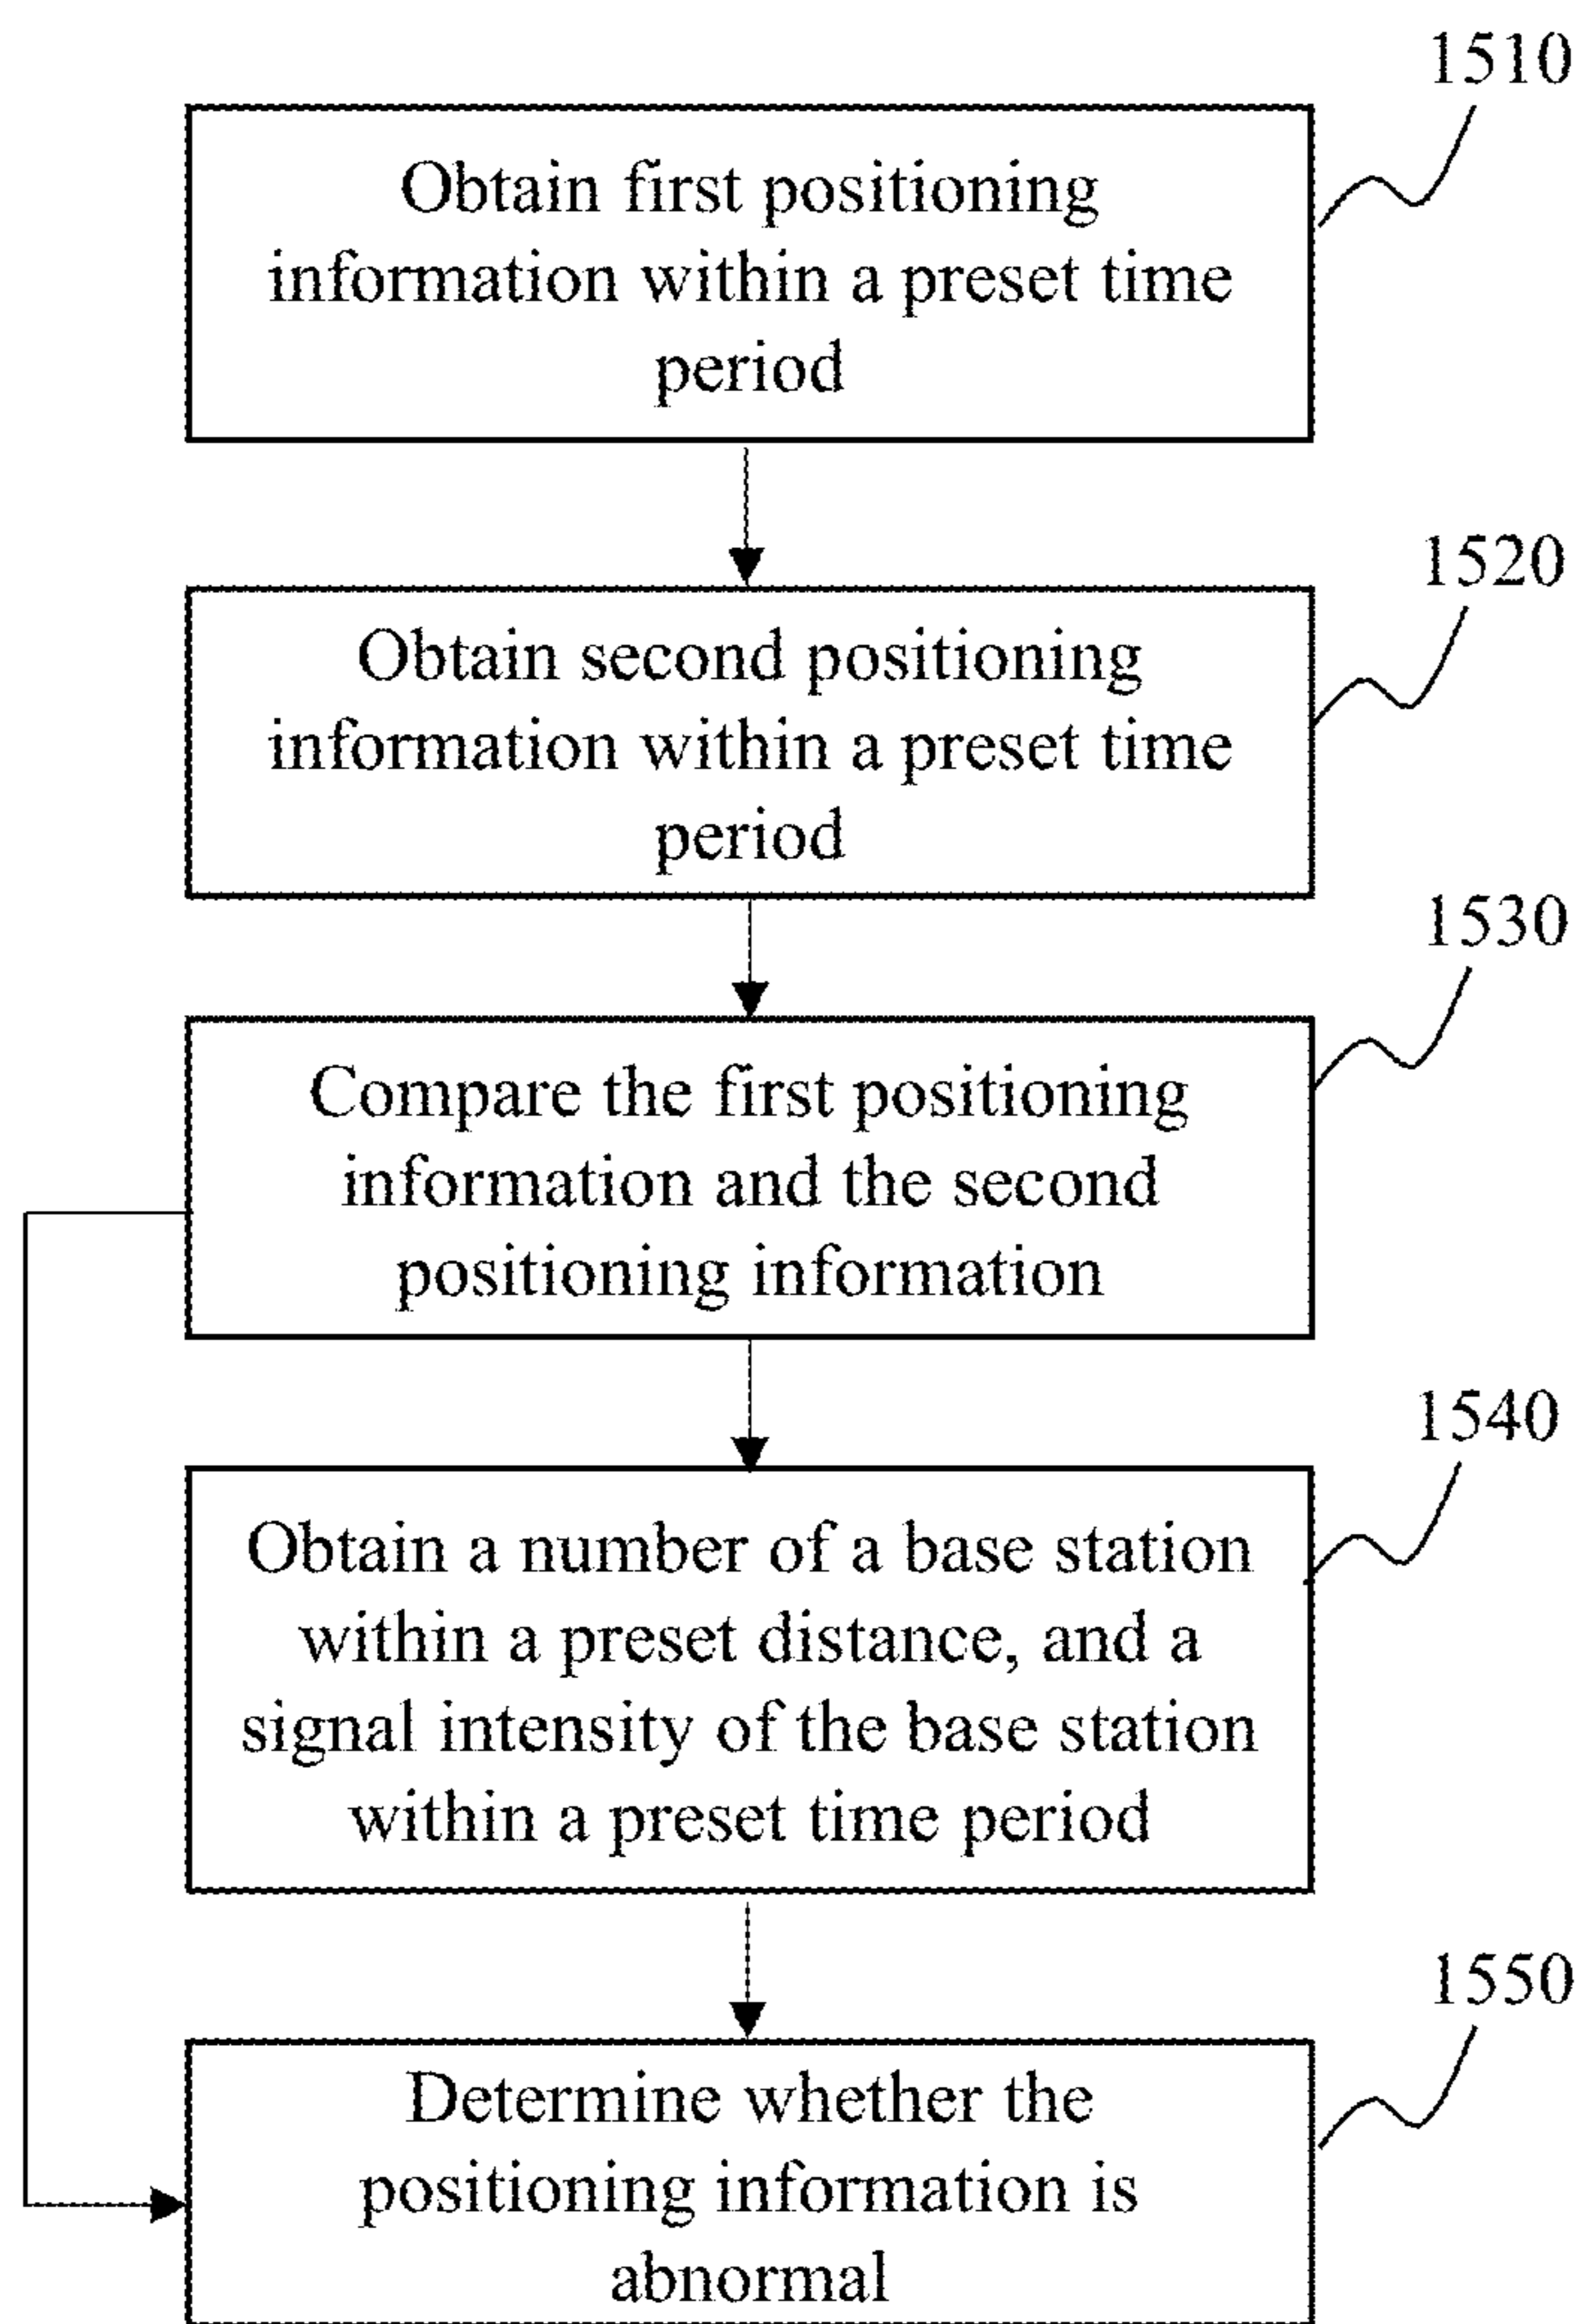 1510
Obtain first positioning
information within a preset time
period
1520
Obtain second positioning
information within a preset time
period
1530
Compare the first positioning
information and the second
positioning information
1540
Obtain a number of a base station
within a preset distance, and a
signal intensity of the base station
within a preset time period
1550
Determine whether the
positioning information is
abnormal